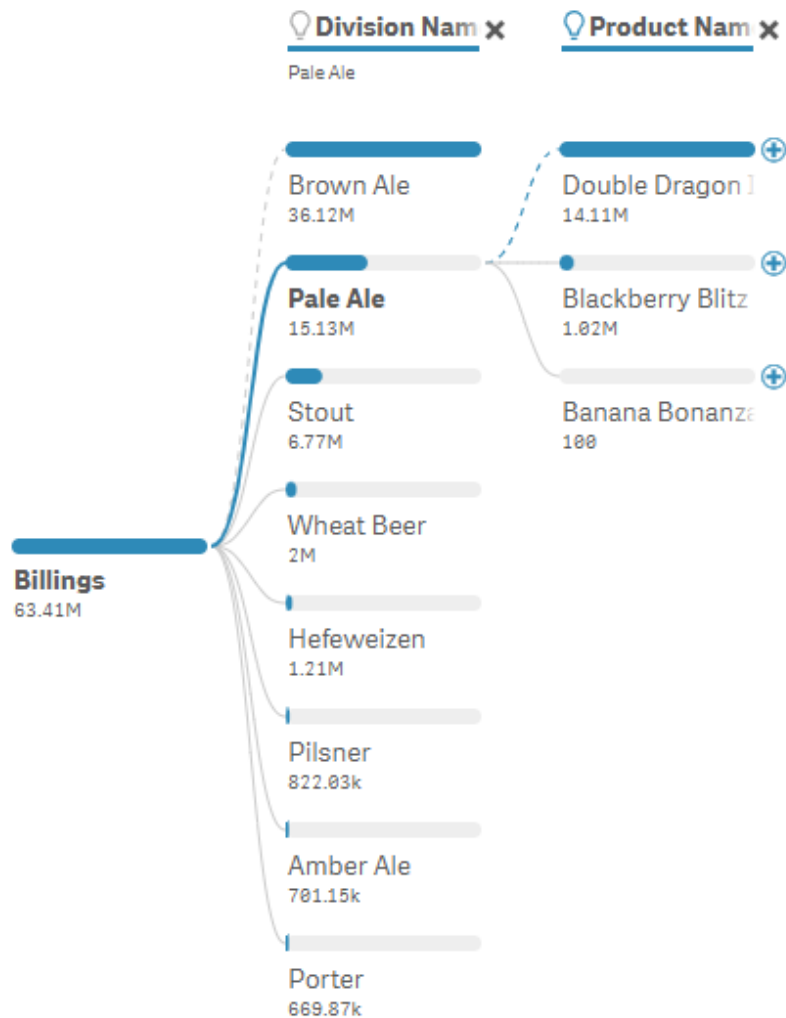 Division Nam
Product Nam
Pale Ale
Brown Ale
36.12M
Double Dragon
14.11M
Pale Ale
15.13M
Blackberry Blitz
1.02M
Stout
6.77M
Banana Bonanza
100
Wheat Beer
2M
Billings
63.41M
Hefeweizen
1.21M
Pilsner
822.03k
Amber Ale
701.15k
Porter
669.87k